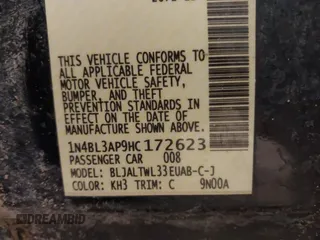 THIS VEHICLE CONFORMS TO
ALL APPLICABLE FEDERAL
MOTOR VEHICLE SAFETY,
BUMPER, AND THEFT
PREVENTION STANDARDS
IN EFFECT ON THE DATE OF
MANUFACTURE SHOWN ABOVE.
1N4BL3AP9HC172623
PASSENGER CAR 008
MODEL: BLJALTWL33EUAB-C-J
COLOR: KH3 TRIM: C 9N00A
DREAMBID